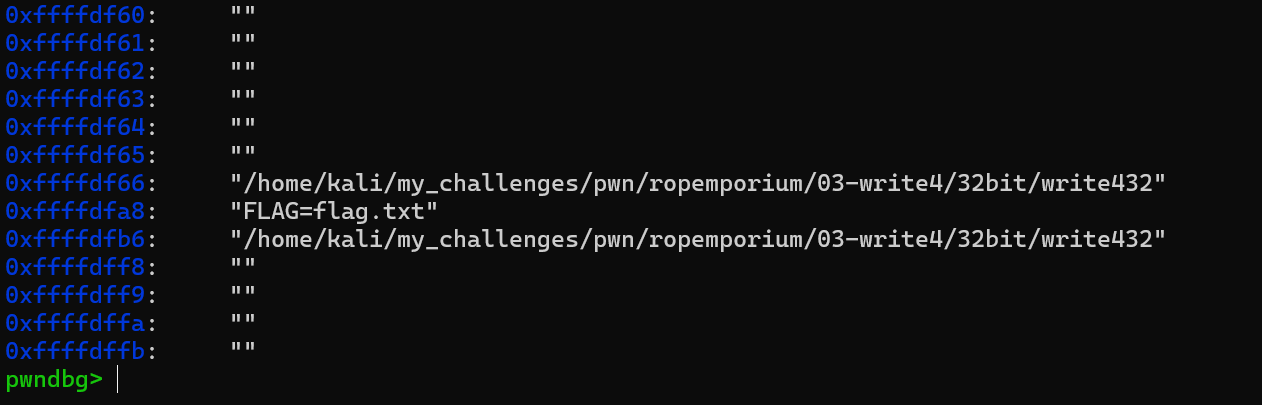 0xffffdf60:     ""
0xffffdf61:     ""
0xffffdf62:     ""
0xffffdf63:     ""
0xffffdf64:     ""
0xffffdf65:     ""
0xffffdf66:     "/home/kali/my_challenges/pwn/ropemporium/03-write4/32bit/write432"
0xffffdfa8:     "FLAG=flag.txt"
0xffffdfb6:     "/home/kali/my_challenges/pwn/ropemporium/03-write4/32bit/write432"
0xffffdff8:     ""
0xffffdff9:     ""
0xffffdffa:     ""
0xffffdffb:     ""
pwndbg>